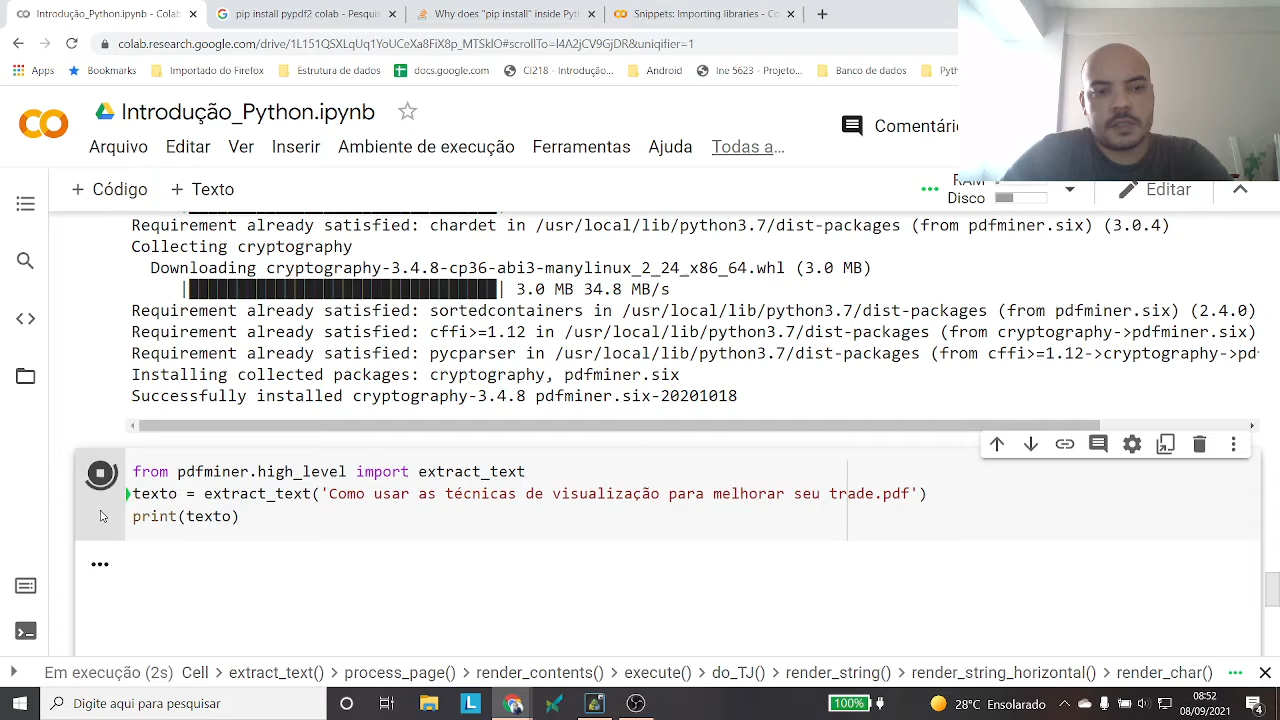 Introdução_Python.ipynb - Colab
pip install pypdf2 colab - Pesquis
Why does "pip install" inside Pyth
Snippets: Importing libraries - Co
colab.research.google.com/drive/1L151QSXLqUq1YoUCeXa8FiX8p_MTSkIO#scrollTo=I4A2jCV9GjDR&uniqifier=1
Apps
Bookmarks
Importado do Firefox
Estrutura de dados
docs.google.com
CI218 - Introduçõ...
Ine 5623 - Projeto...
Android
Banco de dados
Pyth
Introdução_Python.ipynb
Comentário
Arquivo Editar Ver Inserir Ambiente de execução Ferramentas Ajuda Todas a...
+ Código + Texto
RAM
Disco
Editar
Requirement already satisfied: chardet in /usr/local/lib/python3.7/dist-packages (from pdfminer.six) (3.0.4)
Collecting cryptography
Downloading cryptography-3.4.8-cp36-abi3-manylinux_2_24_x86_64.whl (3.0 MB)
3.0 MB 34.8 MB/s
Requirement already satisfied: sortedcontainers in /usr/local/lib/python3.7/dist-packages (from pdfminer.six) (2.4.0)
Requirement already satisfied: cffi>=1.12 in /usr/local/lib/python3.7/dist-packages (from cryptography->pdfminer.six)
Requirement already satisfied: pycparser in /usr/local/lib/python3.7/dist-packages (from cffi>=1.12->cryptography->pd
Installing collected packages: cryptography, pdfminer.six
Successfully installed cryptography-3.4.8 pdfminer.six-20201018
from pdfminer.high_level import extract_text
texto = extract_text('Como usar as técnicas de visualização para melhorar seu trade.pdf')
print(texto)
Em execução (2s) Cell extract_text() process_page() render_contents() execute() do_TJ() render_string() render_string_horizontal() render_char()
Digite aqui para pesquisar
100%
28°C Ensolarado
08:52
08/09/2021